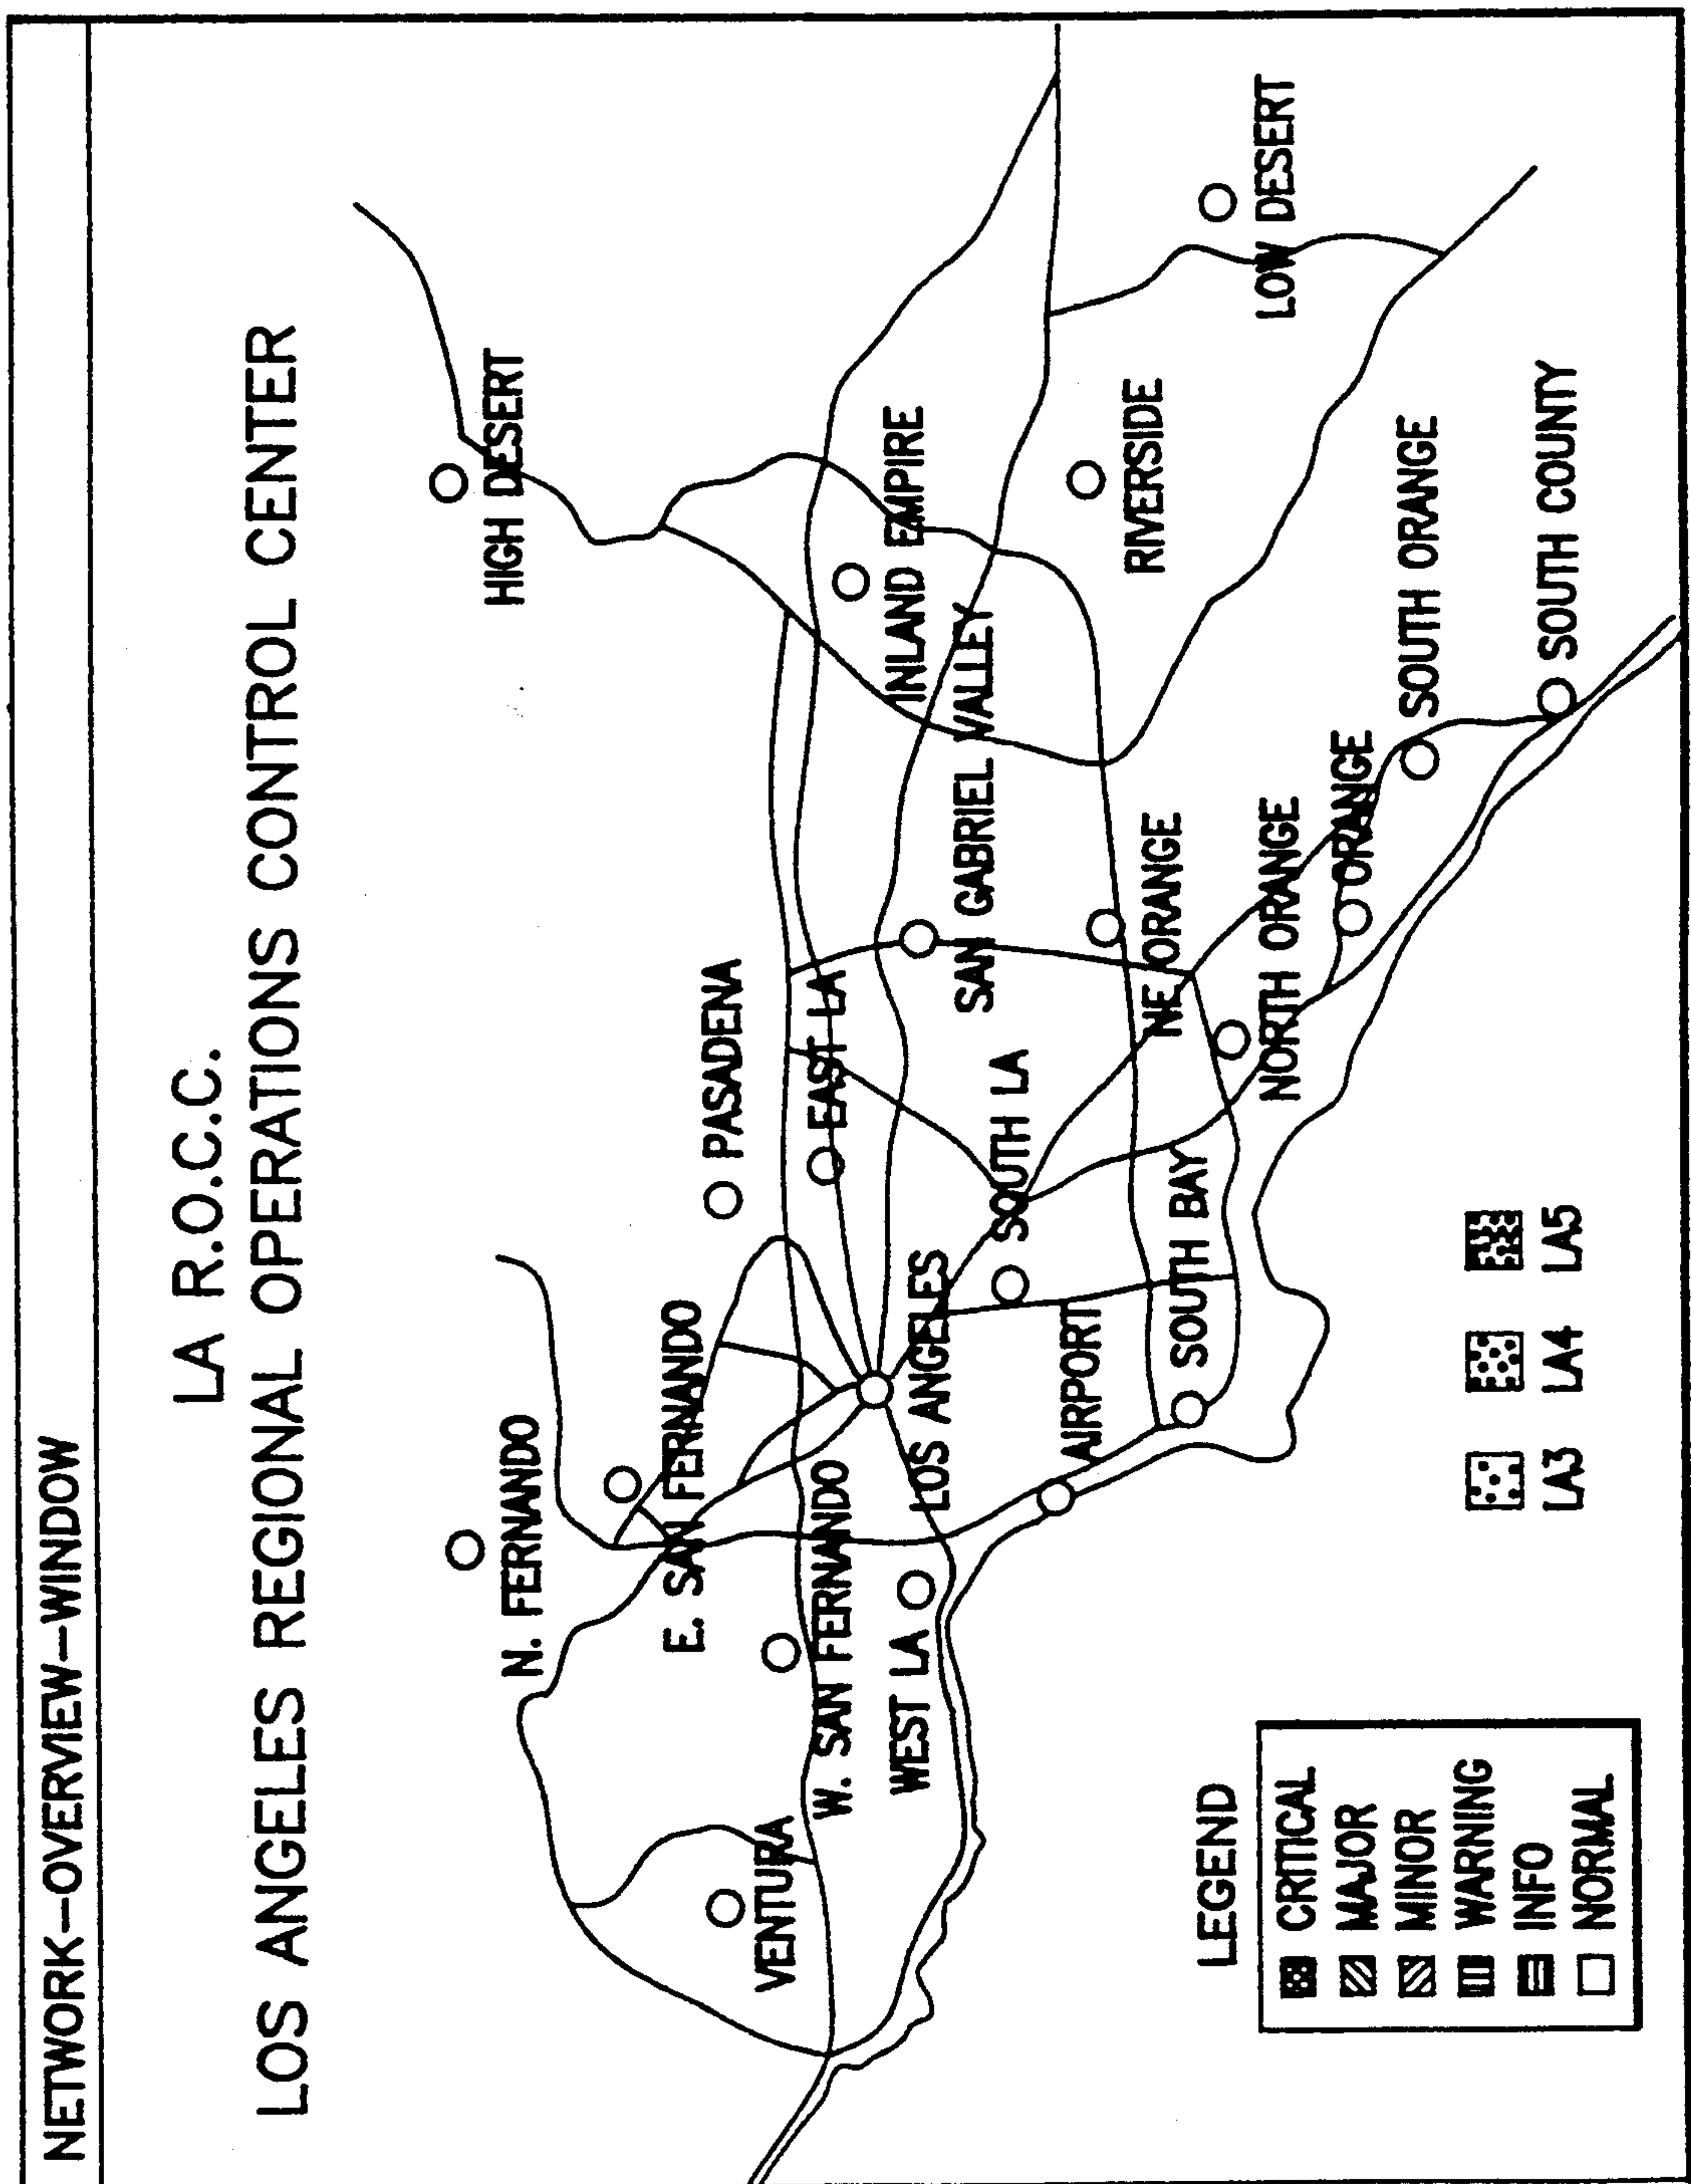 NETWORK—OVERVIEW—WINDOW
LA R.O.C.C.
LOS ANGELES REGIONAL OPERATIONS CONTROL CENTER
HIGH DESERT
N. FERNANDO
E. SAN FERNANDO
PASADENA
VENTURA
EAST LA
W. SAN FERNANDO
INLAND EMPIRE
WEST LA
LOS ANGELES
SAN GABRIEL VALLEY
SOUTH LA
AIRPORT
RIVERSIDE
NE ORANGE
SOUTH BAY
LOW DESERT
NORTH ORANGE
ORANGE
SOUTH ORANGE
SOUTH COUNTY
LEGEND
CRITICAL
MAJOR
MINOR
WARNING
INFO
NORMAL
LA3
LA4
LA5